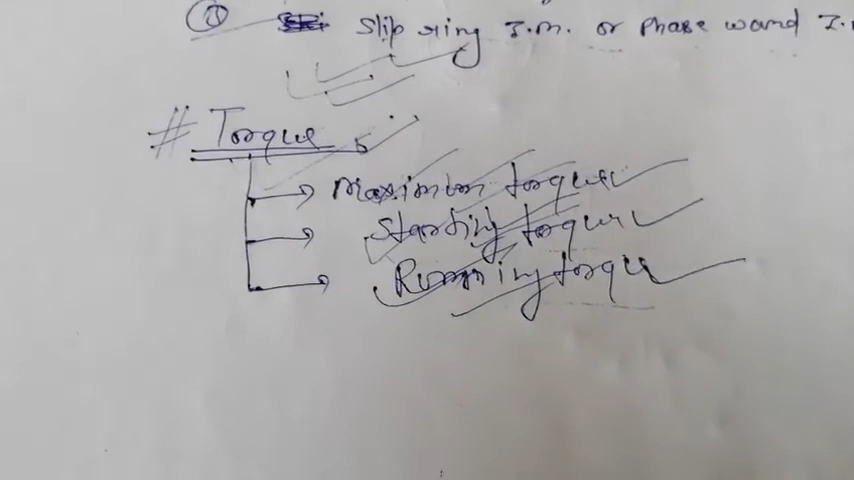 ① Slip ring I.M. or Phase wound I.
# Torque
→ Maximum torque
→ Starting torque
→ Running torque